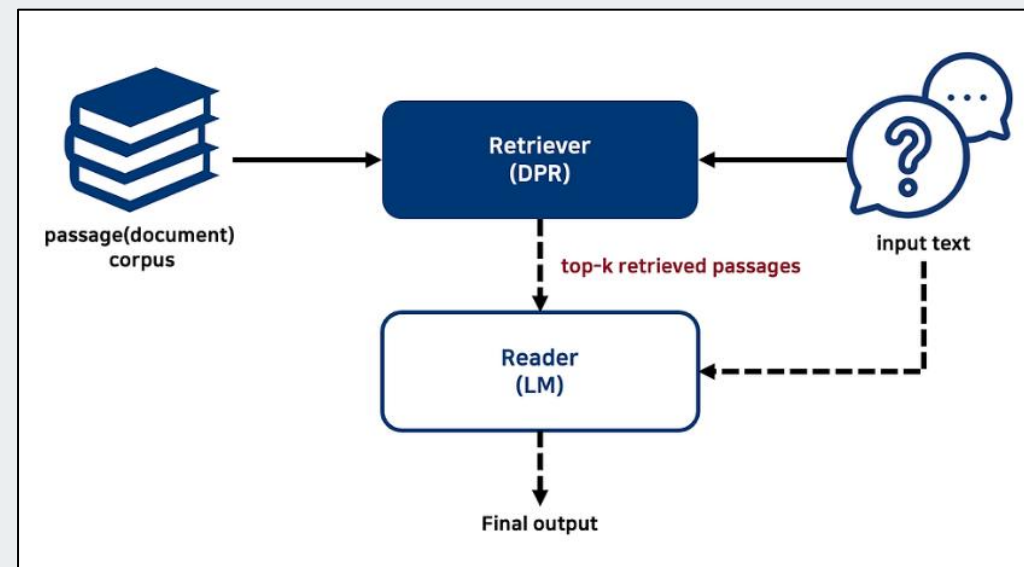 Retriever
(DPR)
passage(document)
corpus
input text
top-k retrieved passages
Reader
(LM)
Final output